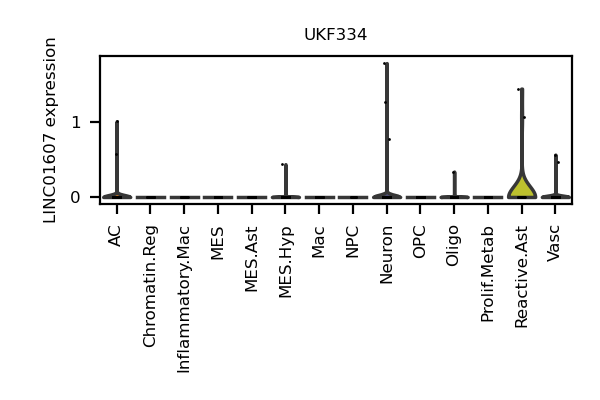 UKF334
LINC01607 expression
1
0
AC
Chromatin.Reg
Inflammatory.Mac
MES
MES.Ast
MES.Hyp
Mac
NPC
Neuron
OPC
Oligo
Prolif.Metab
Reactive.Ast
Vasc